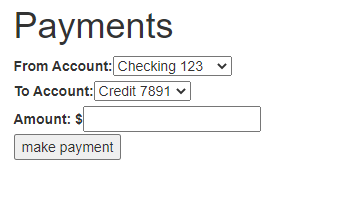 Payments
From Account: Checking 123
To Account: Credit 7891
Amount: $
make payment